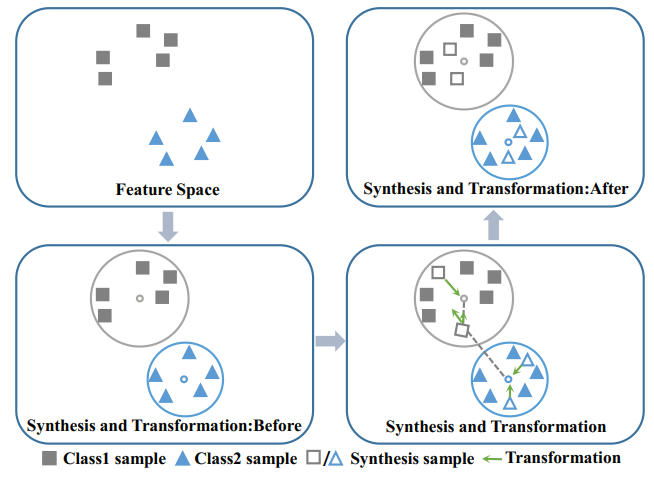 Feature Space
Synthesis and Transformation:After
Synthesis and Transformation:Before
Synthesis and Transformation
Class1 sample Class2 sample / Synthesis sample Transformation